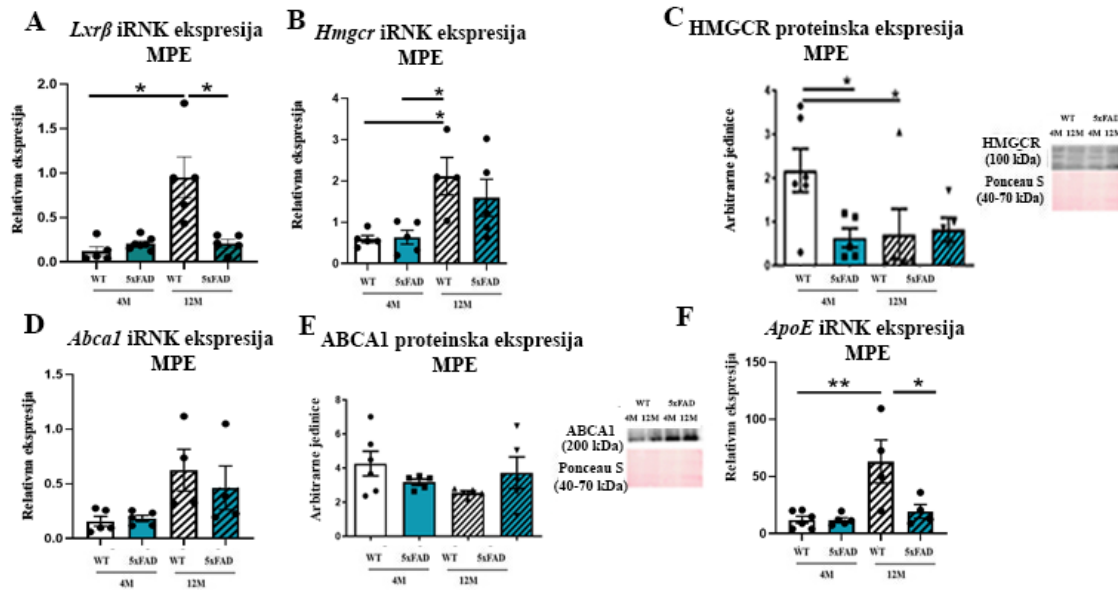 A
Lxrβ iRNK ekspresija
MPE
*
*
Relativna ekspresija
2.0
1.5
1.0
0.5
0.0
WT
5xFAD
WT
5xFAD
4M
12M
B
Hmgcr iRNK ekspresija
MPE
*
*
Relativna ekspresija
4
3
2
1
0
WT
5xFAD
WT
5xFAD
4M
12M
C
HMGCR proteinska ekspresija
MPE
*
*
Arbitrarne jedinice
4
3
2
1
0
WT
5xFAD
WT
5xFAD
4M
12M
WT 5xFAD
4M 12M 4M 12M
HMGCR
(100 kDa)
Ponceau S
(40-70 kDa)
D
Abca1 iRNK ekspresija
MPE
Relativna ekspresija
1.5
1.0
0.5
0.0
WT
5xFAD
WT
5xFAD
4M
12M
E
ABCA1 proteinska ekspresija
MPE
Arbitrarne jedinice
8
6
4
2
0
WT
5xFAD
WT
5xFAD
4M
12M
WT 5xFAD
4M 12M 4M 12M
ABCA1
(200 kDa)
Ponceau S
(40-70 kDa)
F
ApoE iRNK ekspresija
MPE
**
*
Relativna ekspresija
150
100
50
0
WT
5xFAD
WT
5xFAD
4M
12M